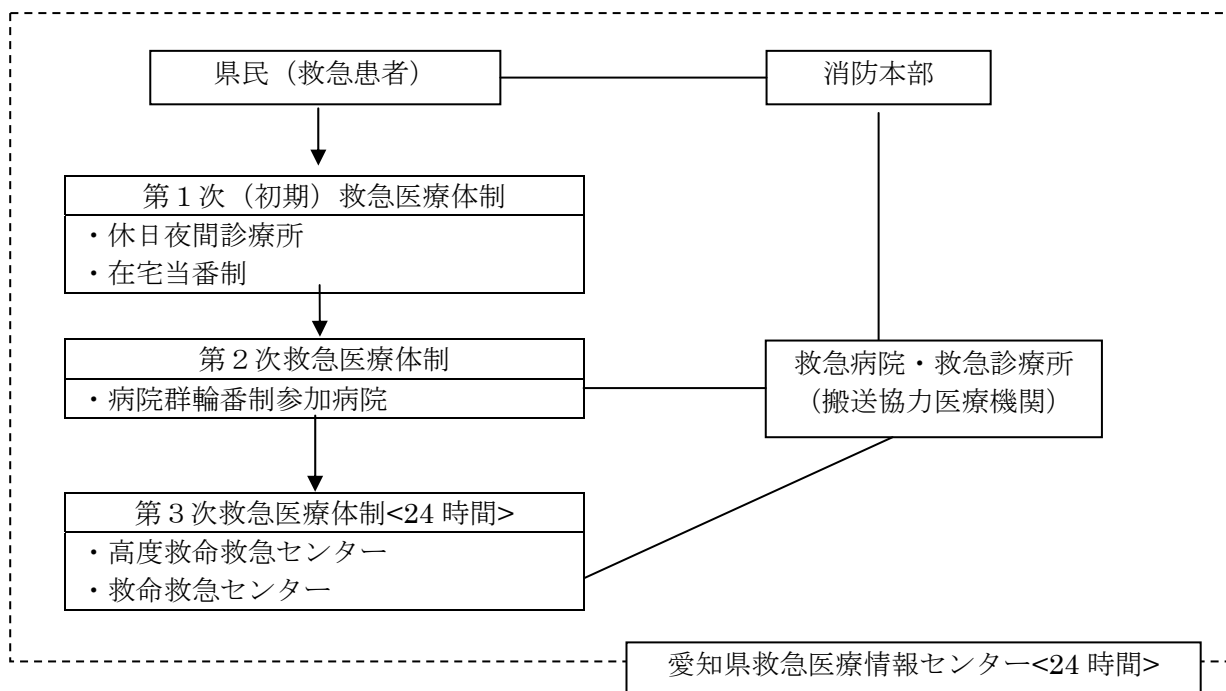 県民（救急患者）
消防本部
第１次（初期）救急医療体制
・休日夜間診療所
・在宅当番制
第２次救急医療体制
・病院群輪番制参加病院
救急病院・救急診療所
（搬送協力医療機関）
第３次救急医療体制<24 時間>
・高度救命救急センター
・救命救急センター
愛知県救急医療情報センター<24 時間>